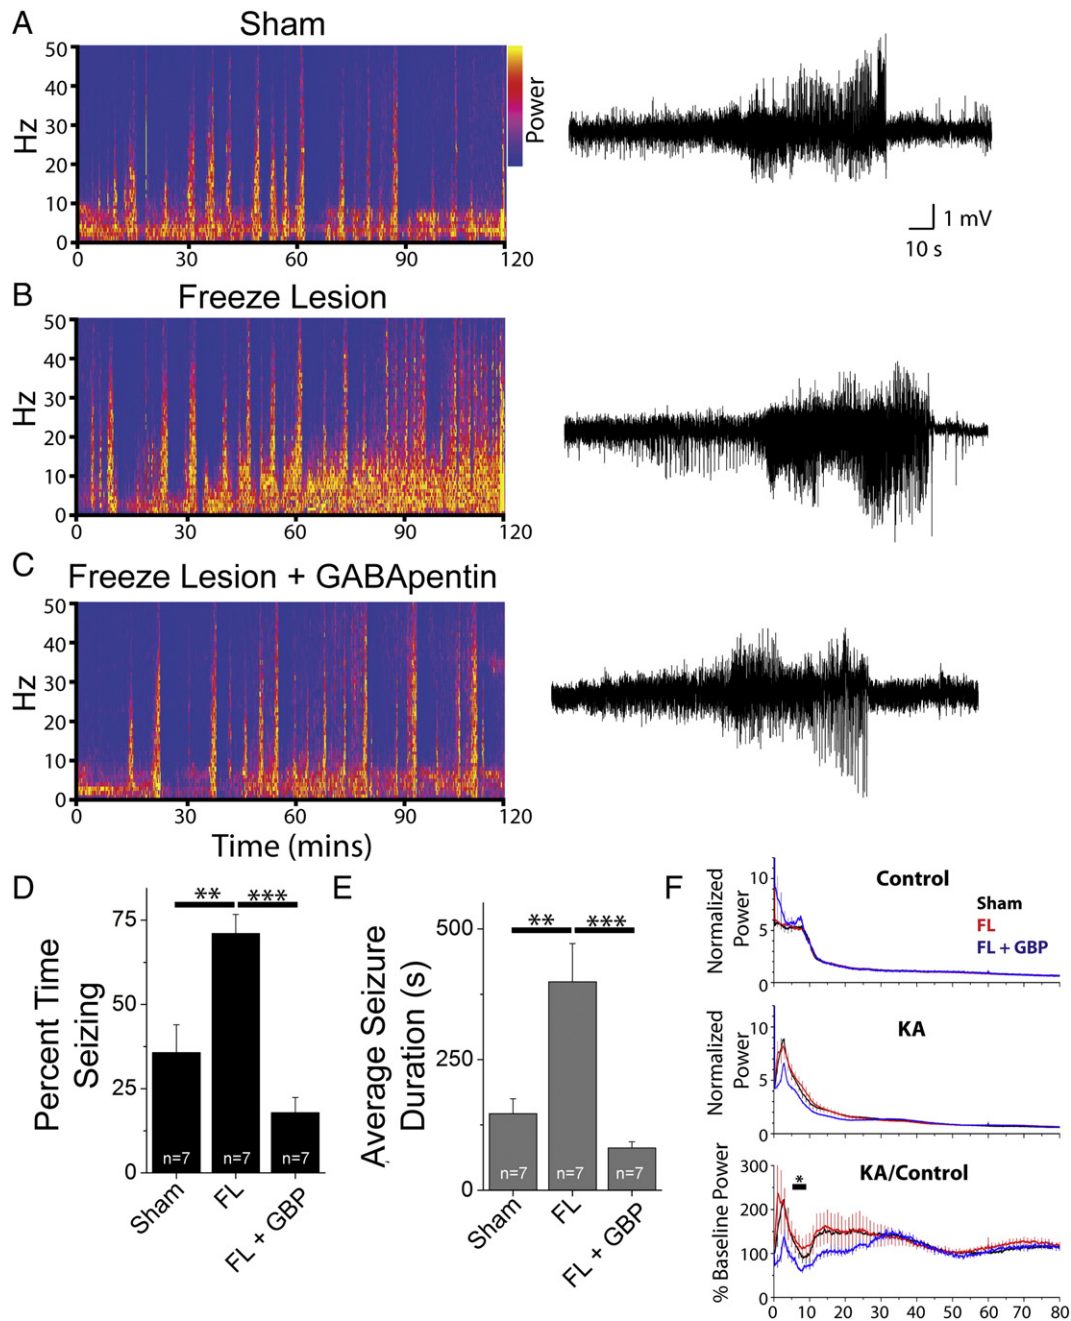 A
Sham
50
40
30
20
10
0
Hz
Power
0 30 60 90 120
1 mV
10 s
B
Freeze Lesion
50
40
30
20
10
0
Hz
0 30 60 90 120
C
Freeze Lesion + GABApentin
50
40
30
20
10
0
Hz
0 30 60 90 120
Time (mins)
D
** ***
75
50
25
0
Percent Time
Seizing
n=7 n=7 n=7
Sham FL FL + GBP
E
** ***
500
250
0
Average Seizure
Duration (s)
n=7 n=7 n=7
Sham FL FL + GBP
F
Control
Sham
FL
FL + GBP
10
5
0
Normalized
Power
KA
10
5
0
Normalized
Power
KA/Control
*
300
200
100
0
% Baseline Power
0 10 20 30 40 50 60 70 80